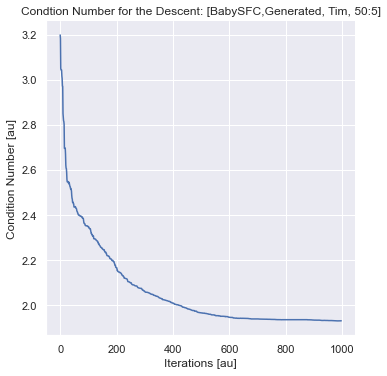 Condtion Number for the Descent: [BabySFC,Generated, Tim, 50:5]
3.2
3.0
2.8
2.6
2.4
2.2
2.0
Condition Number [au]
0 200 400 600 800 1000
Iterations [au]